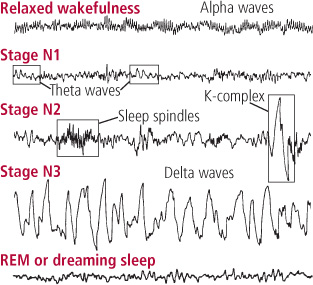 Relaxed wakefulness
Alpha waves
Stage N1
Theta waves
Stage N2
Sleep spindles
K-complex
Stage N3
Delta waves
REM or dreaming sleep